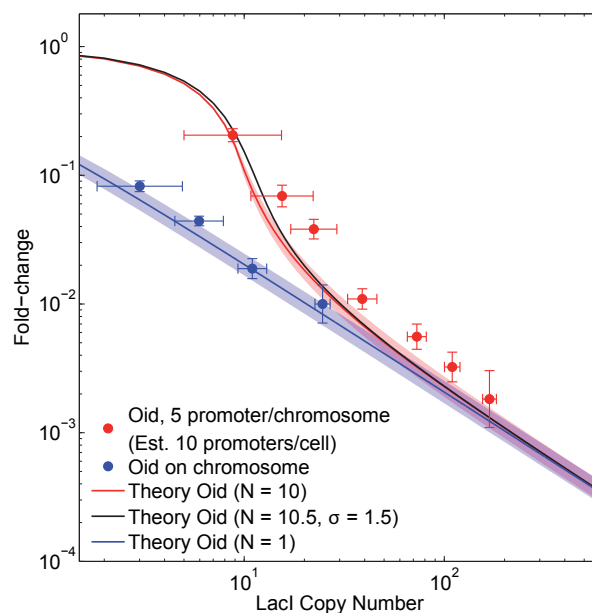 10^0
10^-1
10^-2
10^-3
10^-4
Fold−change
Oid, 5 promoter/chromosome
(Est. 10 promoters/cell)
Oid on chromosome
Theory Oid (N = 10)
Theory Oid (N = 10.5, σ = 1.5)
Theory Oid (N = 1)
10^1
10^2
LacI Copy Number